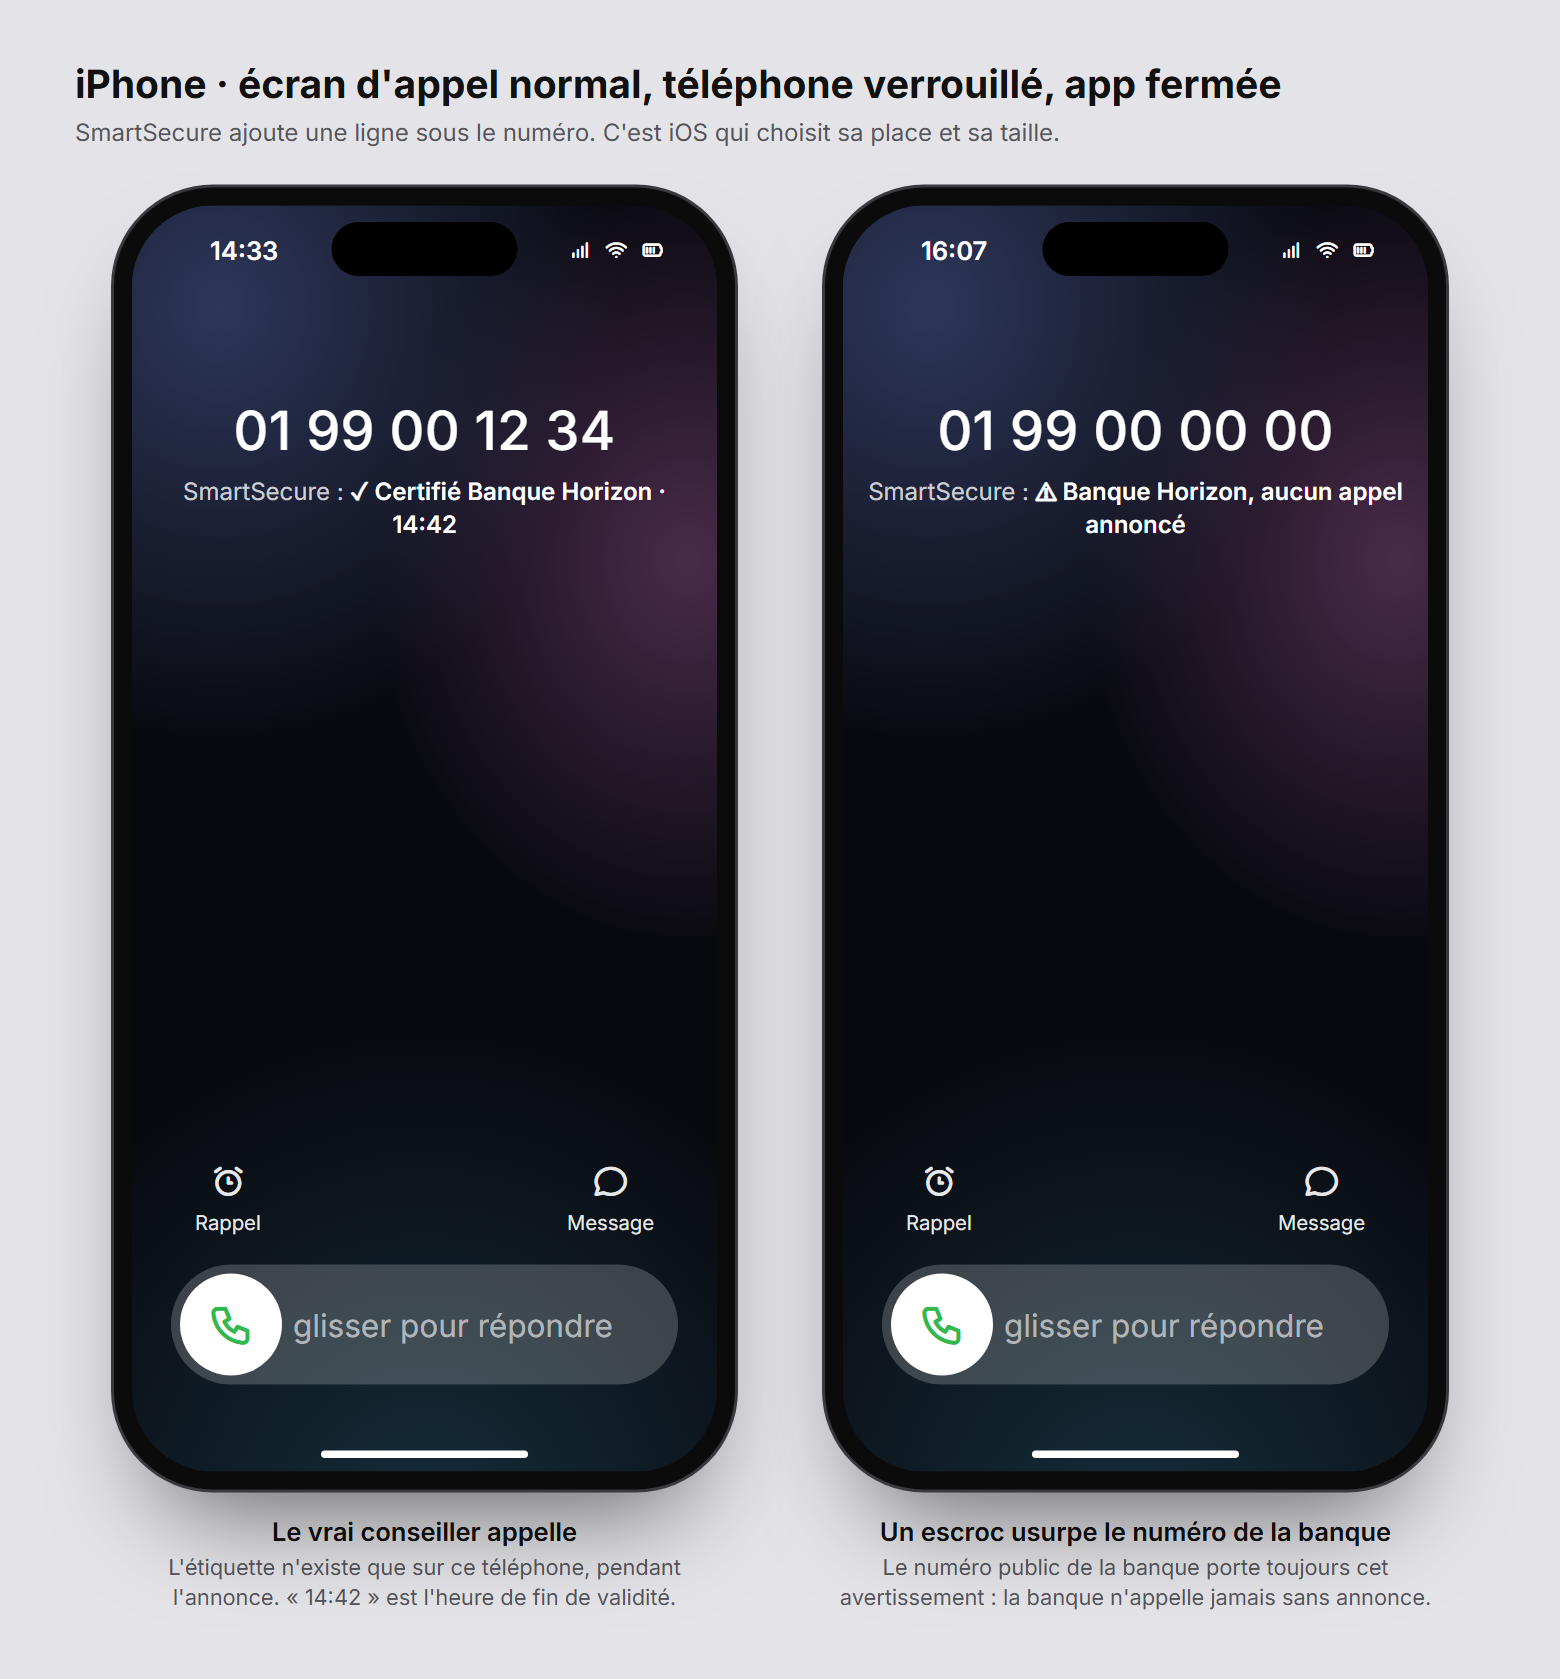 iPhone · écran d'appel normal, téléphone verrouillé, app fermée
SmartSecure ajoute une ligne sous le numéro. C'est iOS qui choisit sa place et sa taille.
14:33
01 99 00 12 34
SmartSecure : ✓ Certifié Banque Horizon ·
14:42
Rappel
Message
glisser pour répondre
Le vrai conseiller appelle
L'étiquette n'existe que sur ce téléphone, pendant
l'annonce. « 14:42 » est l'heure de fin de validité.
16:07
01 99 00 00 00
SmartSecure : ⚠ Banque Horizon, aucun appel
annoncé
Rappel
Message
glisser pour répondre
Un escroc usurpe le numéro de la banque
Le numéro public de la banque porte toujours cet
avertissement : la banque n'appelle jamais sans annonce.